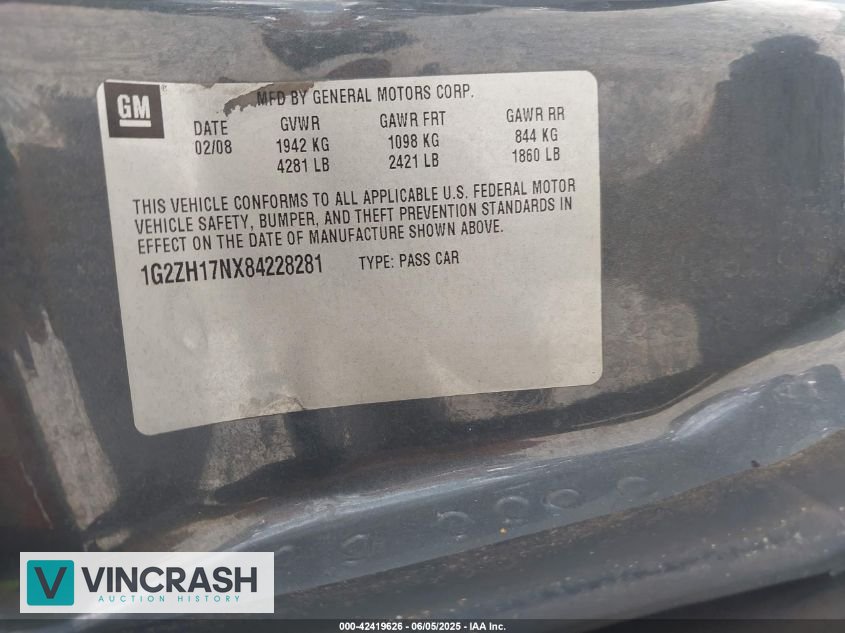 GM
MFD BY GENERAL MOTORS CORP.
DATE GVWR GAWR FRT GAWR RR
02/08 1942 KG 1098 KG 844 KG
4281 LB 2421 LB 1860 LB
THIS VEHICLE CONFORMS TO ALL APPLICABLE U.S. FEDERAL MOTOR
VEHICLE SAFETY, BUMPER, AND THEFT PREVENTION STANDARDS IN
EFFECT ON THE DATE OF MANUFACTURE SHOWN ABOVE.
1G2ZH17NX84228281 TYPE: PASS CAR
VINCRASH
AUCTION HISTORY
000-42419626 - 06/05/2025 - IAA Inc.